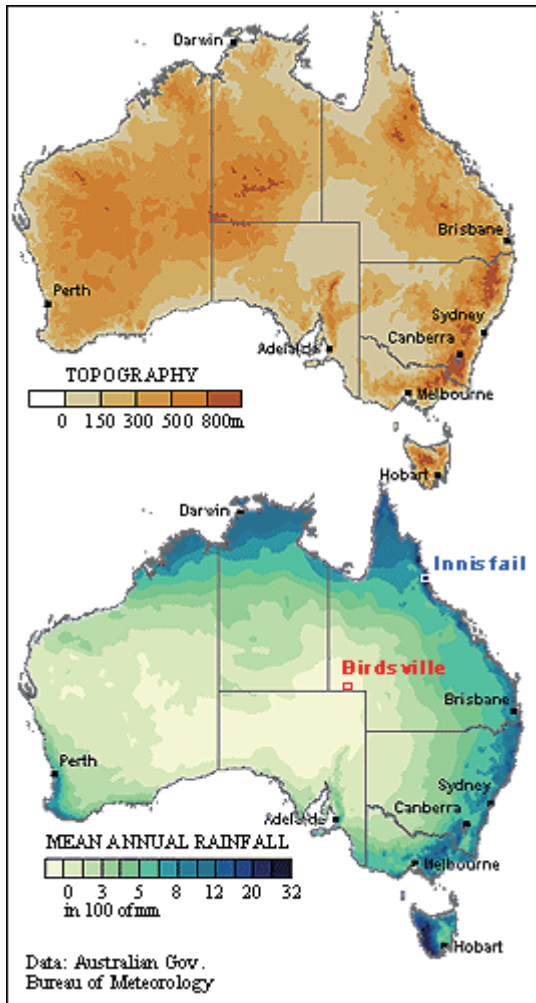 Darwin
Brisbane
Perth
Sydney
Canberra
Adelaide
TOPOGRAPHY
Melbourne
0 150 300 500 800m
Hobart
Darwin
Innisfail
Birdsville
Brisbane
Perth
Sydney
Canberra
Adelaide
MEAN ANNUAL RAINFALL
Melbourne
0 3 5 8 12 20 32
in 100 of mm
Hobart
Data: Australian Gov.
Bureau of Meteorology